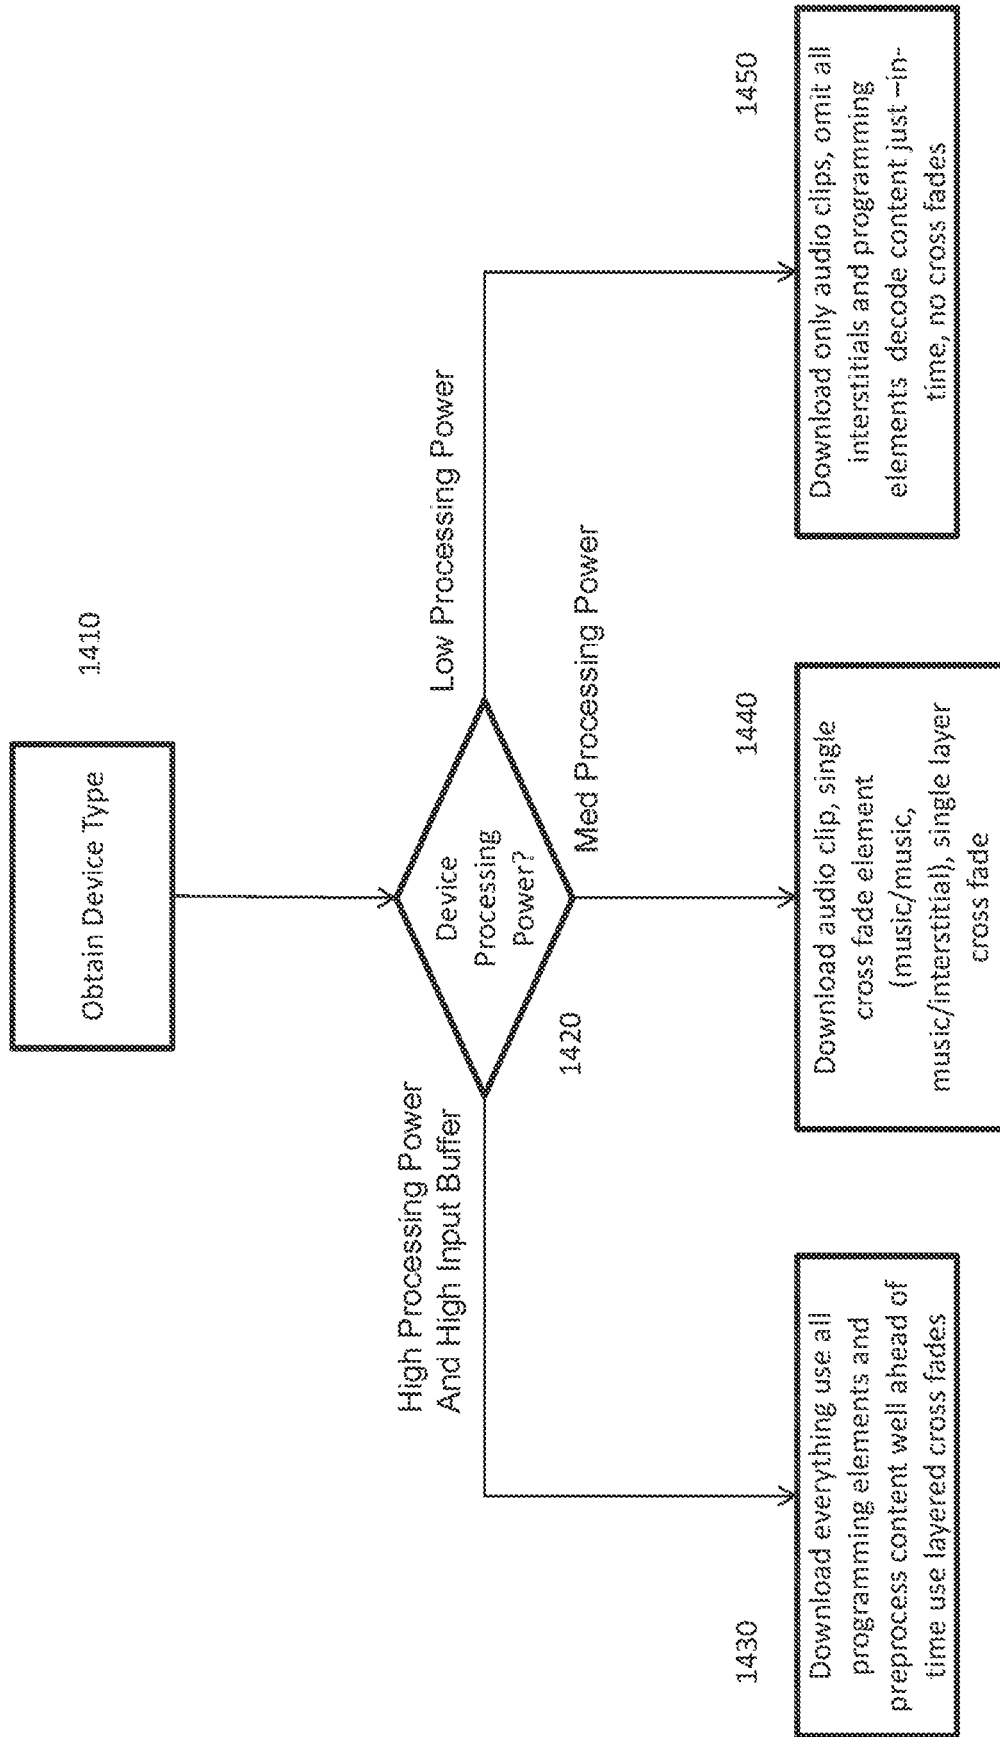 1410
Obtain Device Type
Device
Processing
Power?
1420
High Processing Power
And High Input Buffer
Med Processing Power
Low Processing Power
1430
Download everything use all
programming elements and
preprocess content well ahead of
time use layered cross fades
1440
Download audio clip, single
cross fade element
(music/music,
music/interstitial), single layer
cross fade
1450
Download only audio clips, omit all
interstitials and programming
elements decode content just –in-
time, no cross fades